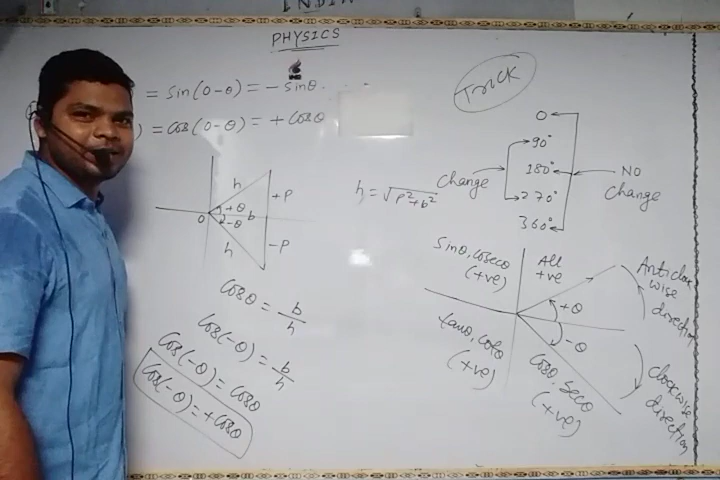 PHYSICS
= Sin(0-θ) = - Sinθ.
) = Cos(0-θ) = + Cosθ
Trick
0
90°
180°
270°
360°
Change
NO
Change
h
h
+θ
-θ
b
+P
-P
O
h = √P²+b²
Cosθ = b/h
Cos(-θ) = b/h
Cos(-θ) = Cosθ
Cos(-θ) = +Cosθ
Sinθ, Cosecθ
(+ve)
All
+ve
tanθ, Cotθ
(+ve)
Cosθ, Secθ
(+ve)
+θ
-θ
Anticlock
wise
direction
Clockwise
direction